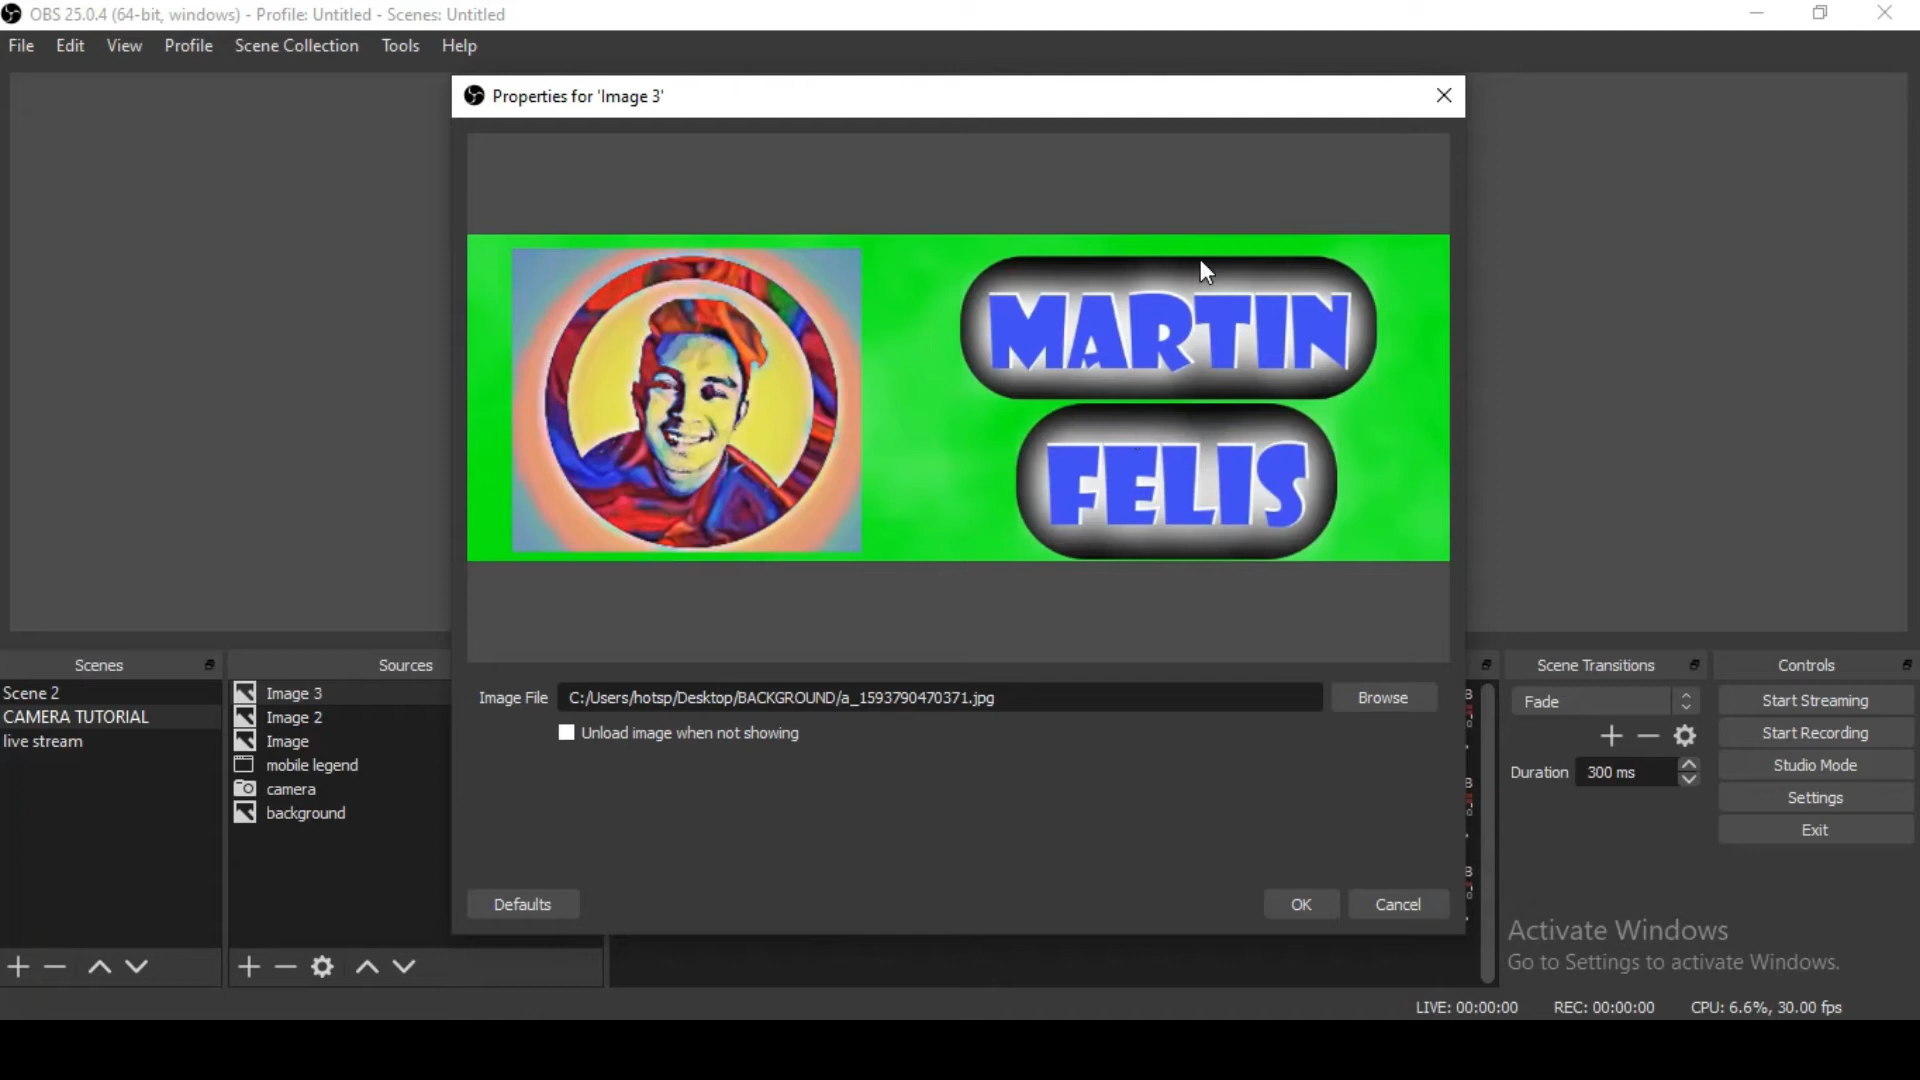 OBS 25.0.4 (64-bit, windows) - Profile: Untitled - Scenes: Untitled
File Edit View Profile Scene Collection Tools Help
Properties for 'Image 3'
MARTIN
FELIS
Image File C:/Users/hotsp/Desktop/BACKGROUND/a_1593790470371.jpg Browse
Unload image when not showing
Defaults OK Cancel
Scenes
Scene 2
CAMERA TUTORIAL
live stream
Sources
Image 3
Image 2
Image
mobile legend
camera
background
Scene Transitions
Fade
Duration 300 ms
Controls
Start Streaming
Start Recording
Studio Mode
Settings
Exit
Activate Windows
Go to Settings to activate Windows.
LIVE: 00:00:00 REC: 00:00:00 CPU: 6.6%, 30.00 fps